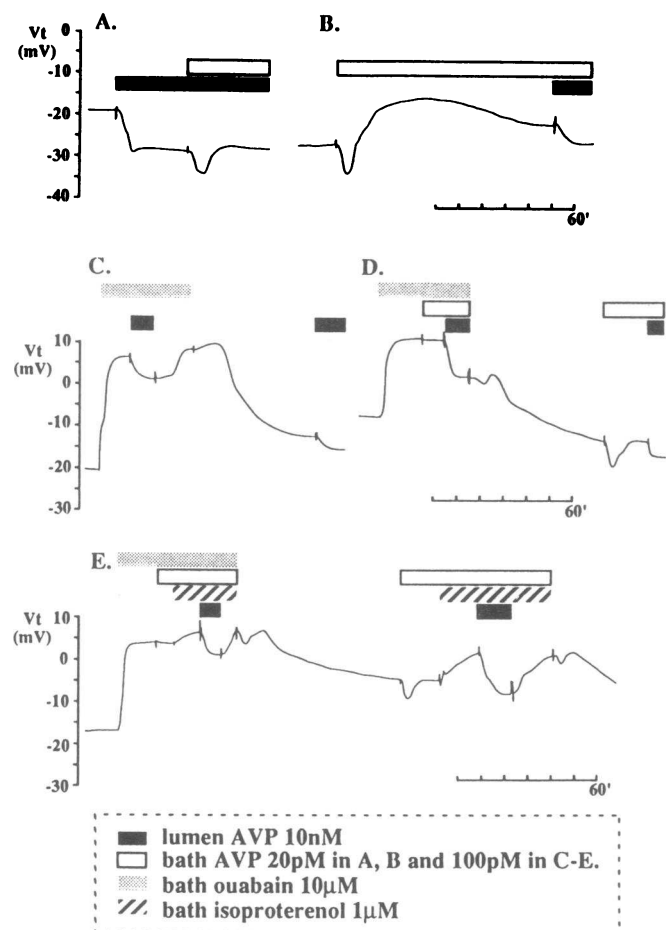 A.
B.
Vt
(mV)
0
-10
-20
-30
-40
60'
C.
D.
Vt
(mV)
10
0
-10
-20
-30
60'
E.
Vt
(mV)
10
0
-10
-20
-30
60'
lumen AVP 10nM
bath AVP 20pM in A, B and 100pM in C-E.
bath ouabain 10µM
bath isoproterenol 1µM